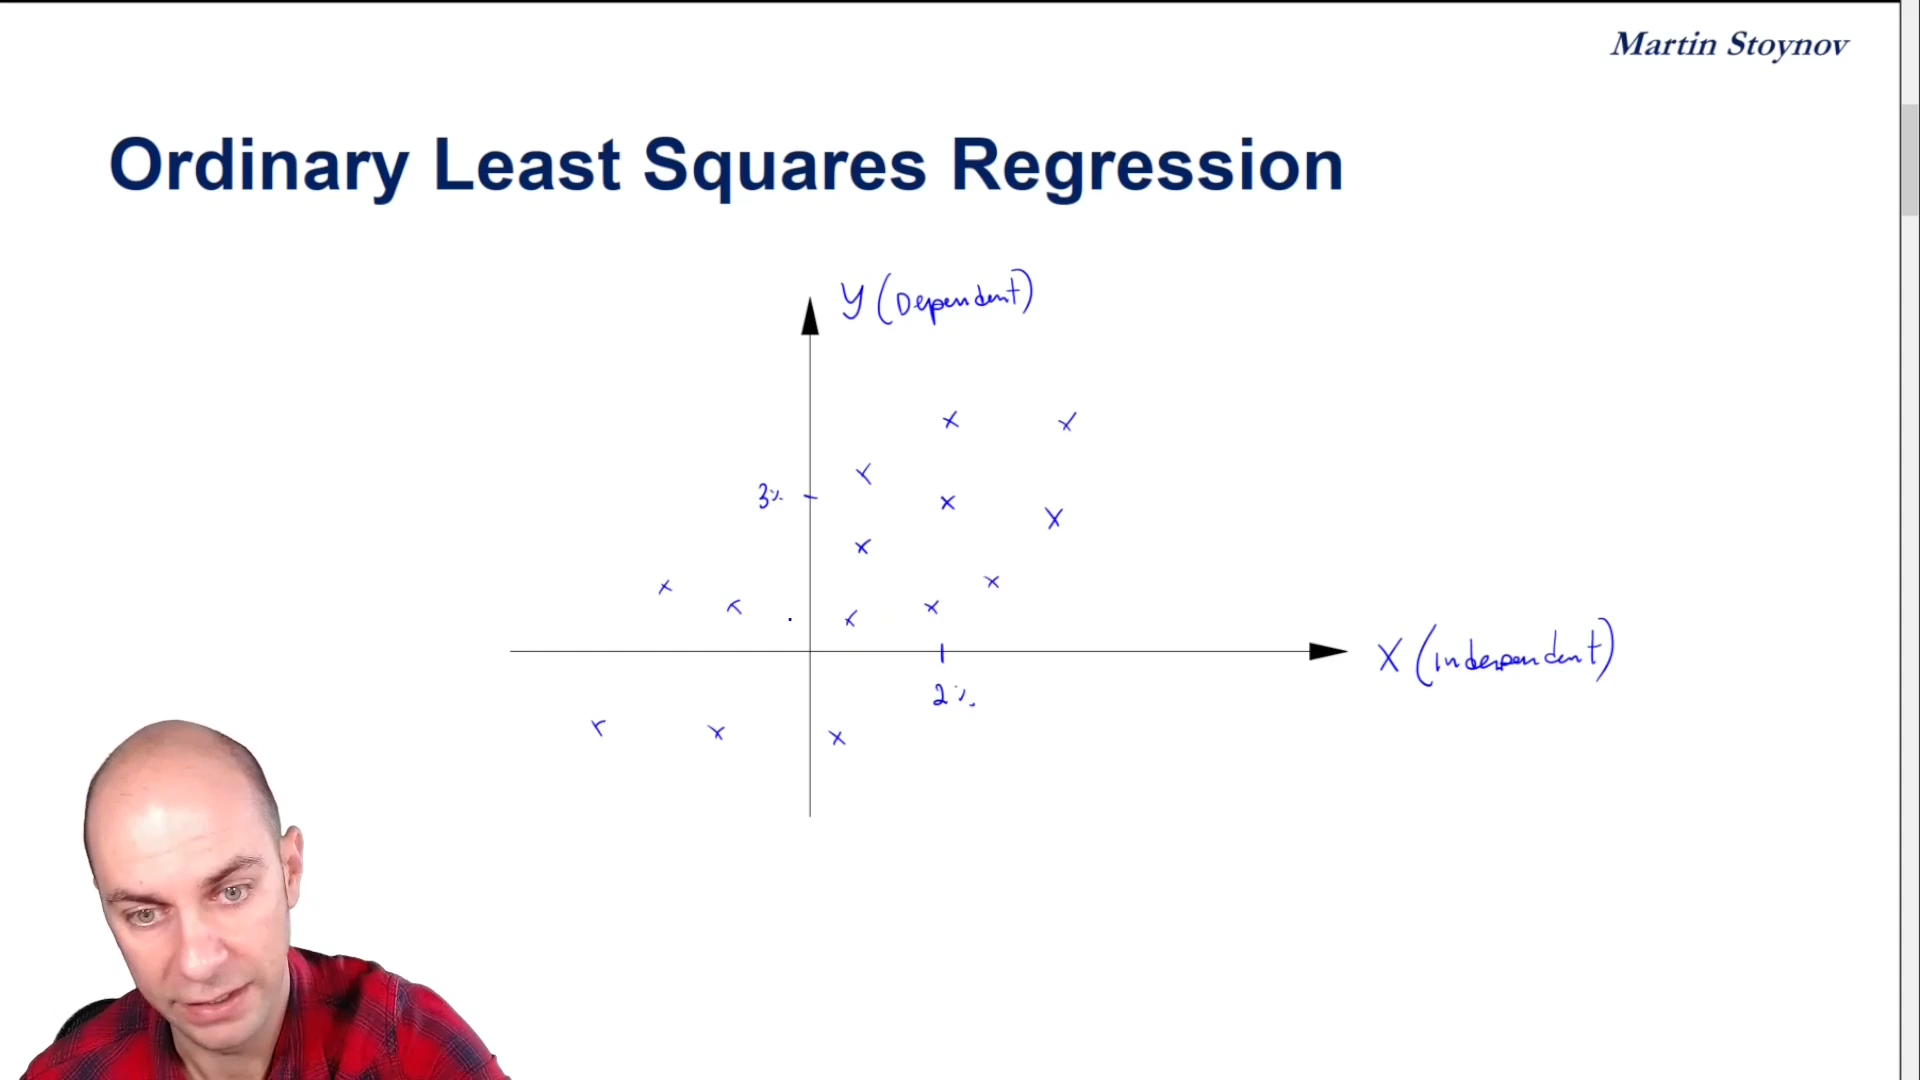 Martin Stoynov
Ordinary Least Squares Regression
Y (Dependent)
3%
X (independent)
2%